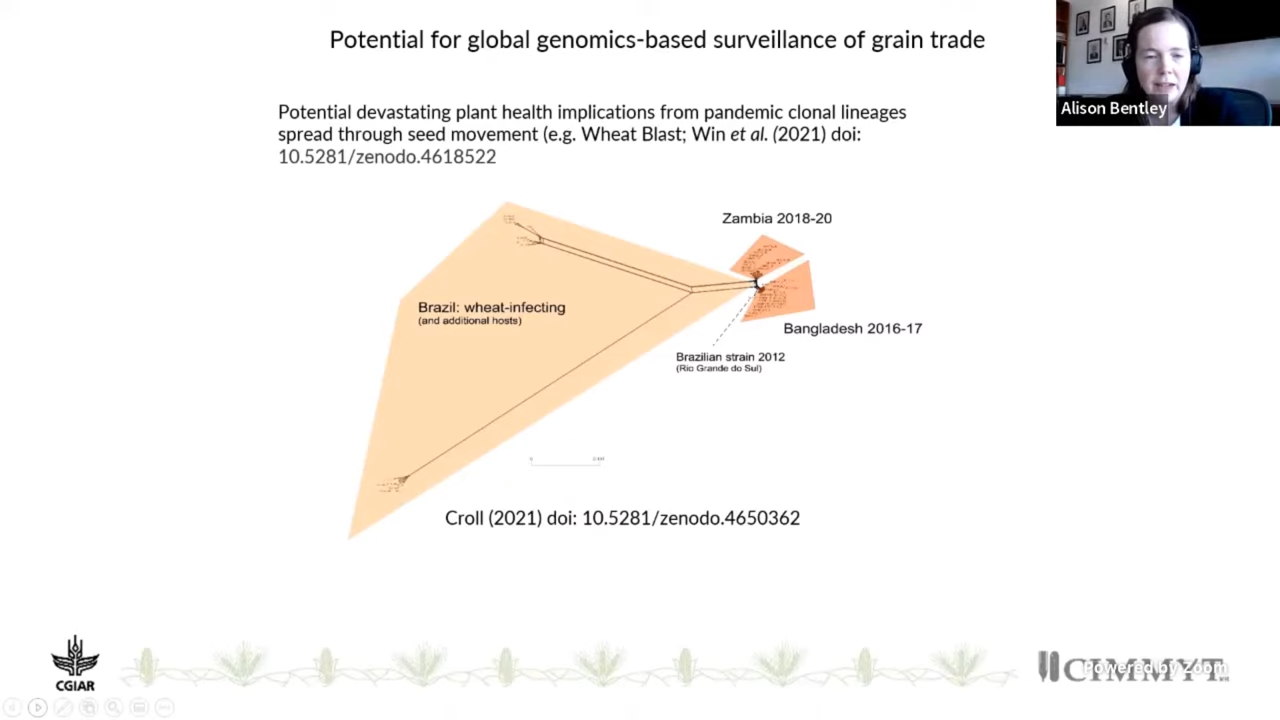 Potential for global genomics-based surveillance of grain trade
Alison Bentley
Potential devastating plant health implications from pandemic clonal lineages
spread through seed movement (e.g. Wheat Blast; Win et al. (2021) doi:
10.5281/zenodo.4618522
Zambia 2018-20
Brazil: wheat-infecting
(and additional hosts)
Bangladesh 2016-17
Brazilian strain 2012
(Rio Grande do Sul)
Croll (2021) doi: 10.5281/zenodo.4650362
CGIAR
CIMMYT
Powered by Zoom